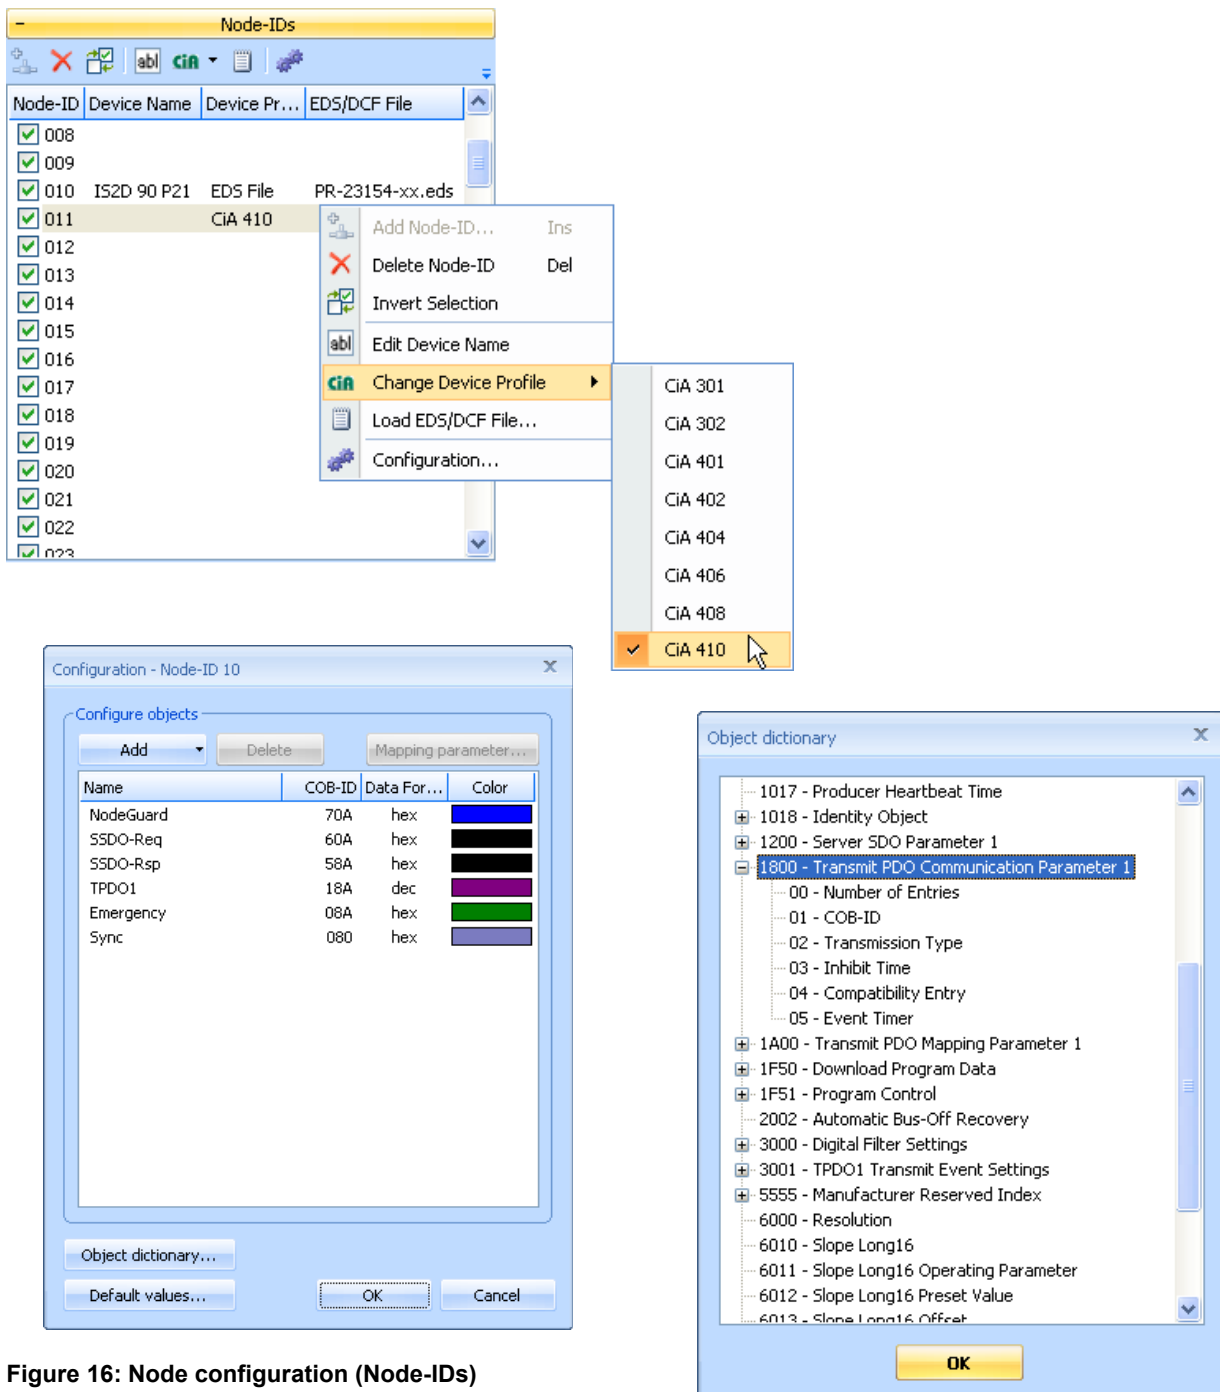 Node-IDs
abl CiA
Node-ID Device Name Device Pr... EDS/DCF File
008
009
010 IS2D 90 P21 EDS File PR-23154-xx.eds
011 CiA 410
012
013
014
015
016
017
018
019
020
021
022
023
Add Node-ID... Ins
Delete Node-ID Del
Invert Selection
abl Edit Device Name
CiA Change Device Profile
Load EDS/DCF File...
Configuration...
CiA 301
CiA 302
CiA 401
CiA 402
CiA 404
CiA 406
CiA 408
CiA 410
Configuration - Node-ID 10
Configure objects
Add Delete Mapping parameter...
Name COB-ID Data For... Color
NodeGuard 70A hex
SSDO-Req 60A hex
SSDO-Rsp 58A hex
TPDO1 18A dec
Emergency 08A hex
Sync 080 hex
Object dictionary...
Default values... OK Cancel
Object dictionary
1017 - Producer Heartbeat Time
1018 - Identity Object
1200 - Server SDO Parameter 1
1800 - Transmit PDO Communication Parameter 1
00 - Number of Entries
01 - COB-ID
02 - Transmission Type
03 - Inhibit Time
04 - Compatibility Entry
05 - Event Timer
1A00 - Transmit PDO Mapping Parameter 1
1F50 - Download Program Data
1F51 - Program Control
2002 - Automatic Bus-Off Recovery
3000 - Digital Filter Settings
3001 - TPDO1 Transmit Event Settings
5555 - Manufacturer Reserved Index
6000 - Resolution
6010 - Slope Long16
6011 - Slope Long16 Operating Parameter
6012 - Slope Long16 Preset Value
6013 - Slope Long16 Offset
OK
Figure 16: Node configuration (Node-IDs)